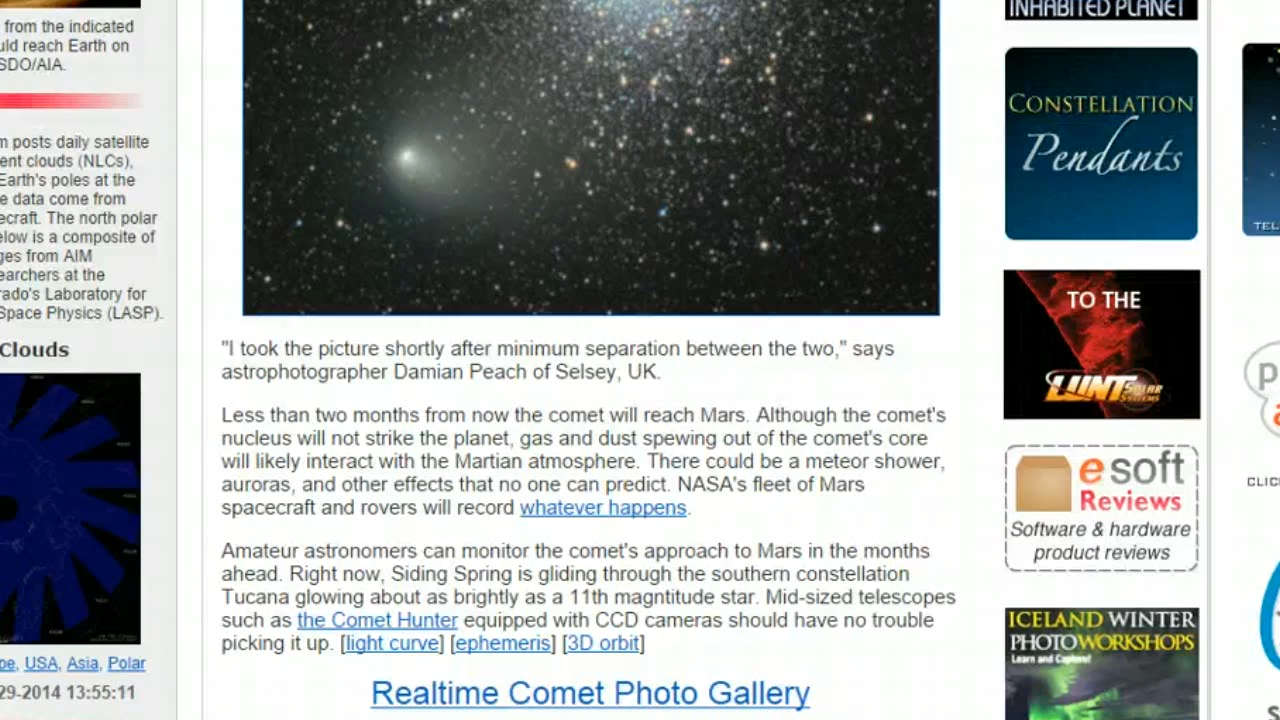 from the indicated
uld reach Earth on
SDO/AIA.
m posts daily satellite
ent clouds (NLCs),
Earth's poles at the
e data come from
ecraft. The north polar
elow is a composite of
ges from AIM
earchers at the
rado's Laboratory for
Space Physics (LASP).
Clouds
pe, USA, Asia, Polar
29-2014 13:55:11
"I took the picture shortly after minimum separation between the two," says
astrophotographer Damian Peach of Selsey, UK.
Less than two months from now the comet will reach Mars. Although the comet's
nucleus will not strike the planet, gas and dust spewing out of the comet's core
will likely interact with the Martian atmosphere. There could be a meteor shower,
auroras, and other effects that no one can predict. NASA's fleet of Mars
spacecraft and rovers will record whatever happens.
Amateur astronomers can monitor the comet's approach to Mars in the months
ahead. Right now, Siding Spring is gliding through the southern constellation
Tucana glowing about as brightly as a 11th magntitude star. Mid-sized telescopes
such as the Comet Hunter equipped with CCD cameras should have no trouble
picking it up. [light curve] [ephemeris] [3D orbit]
Realtime Comet Photo Gallery
INHABITED PLANET
CONSTELLATION
Pendants
TO THE
LUNT SOLAR
SYSTEMS
esoft
Reviews
Software & hardware
product reviews
ICELAND WINTER
PHOTO WORKSHOPS
Learn and Explore!
TEL
CLIC